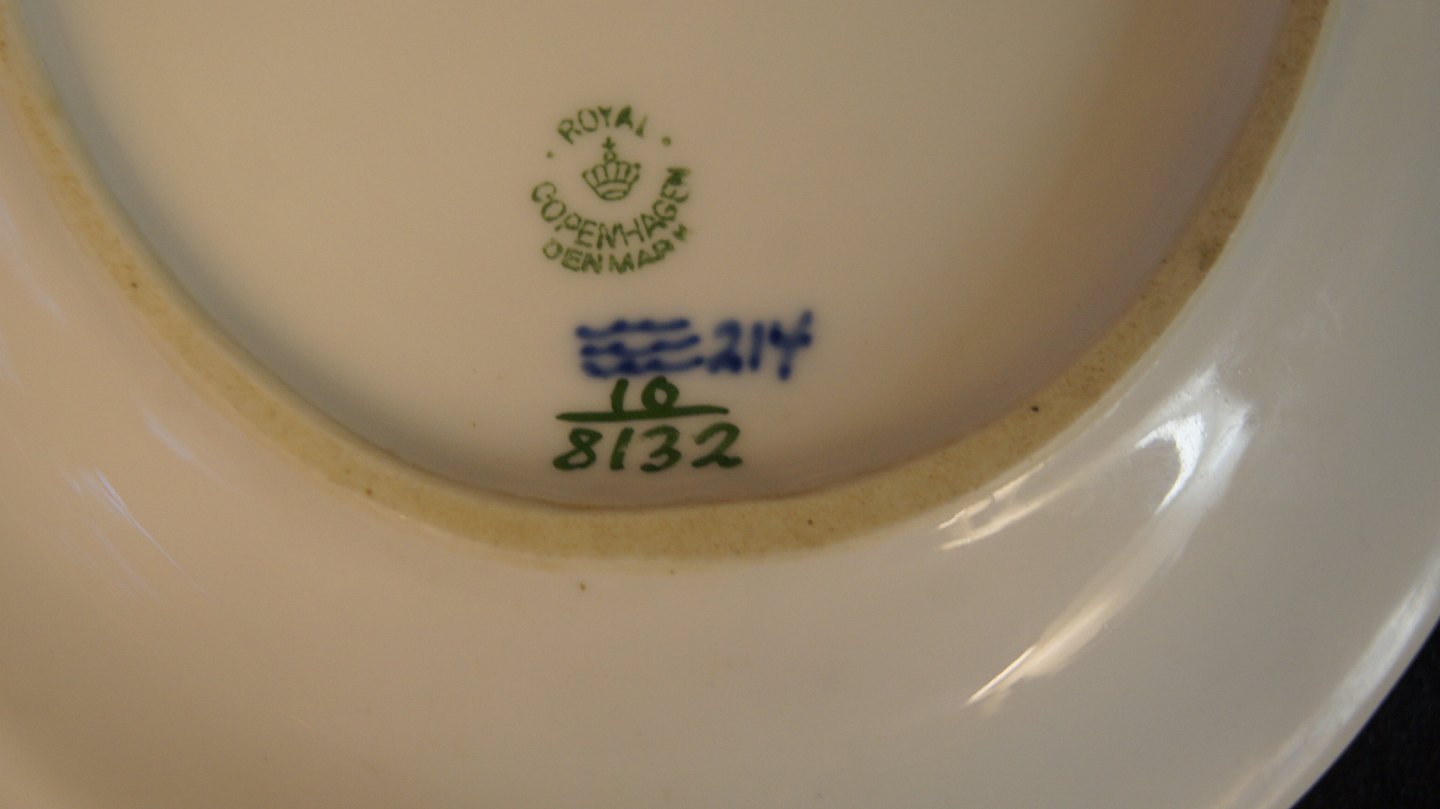 ROYAL
COPENHAGEN
DENMARK
214
10
8132